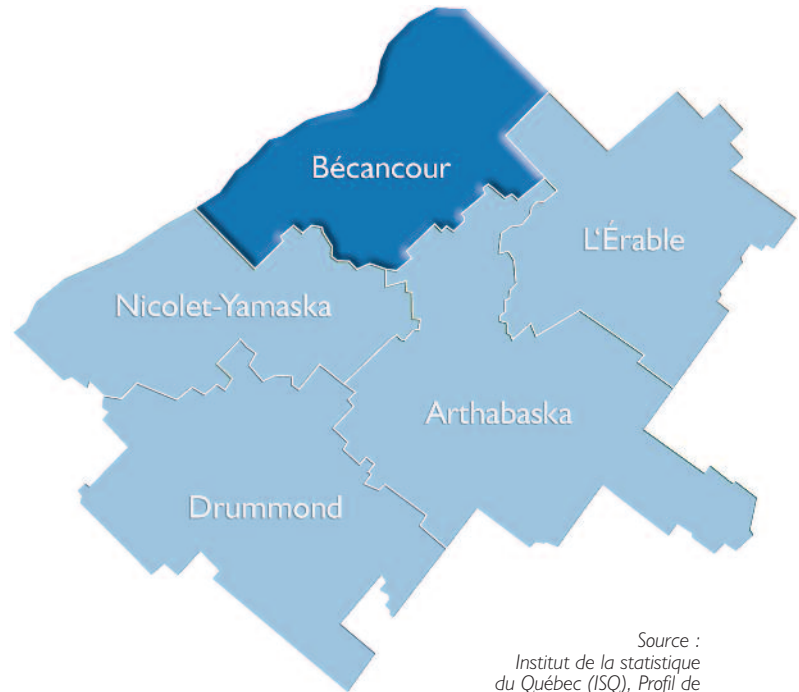 Bécancour
L'Érable
Nicolet-Yamaska
Arthabaska
Drummond
Source :
Institut de la statistique
du Québec (ISQ), Profil de